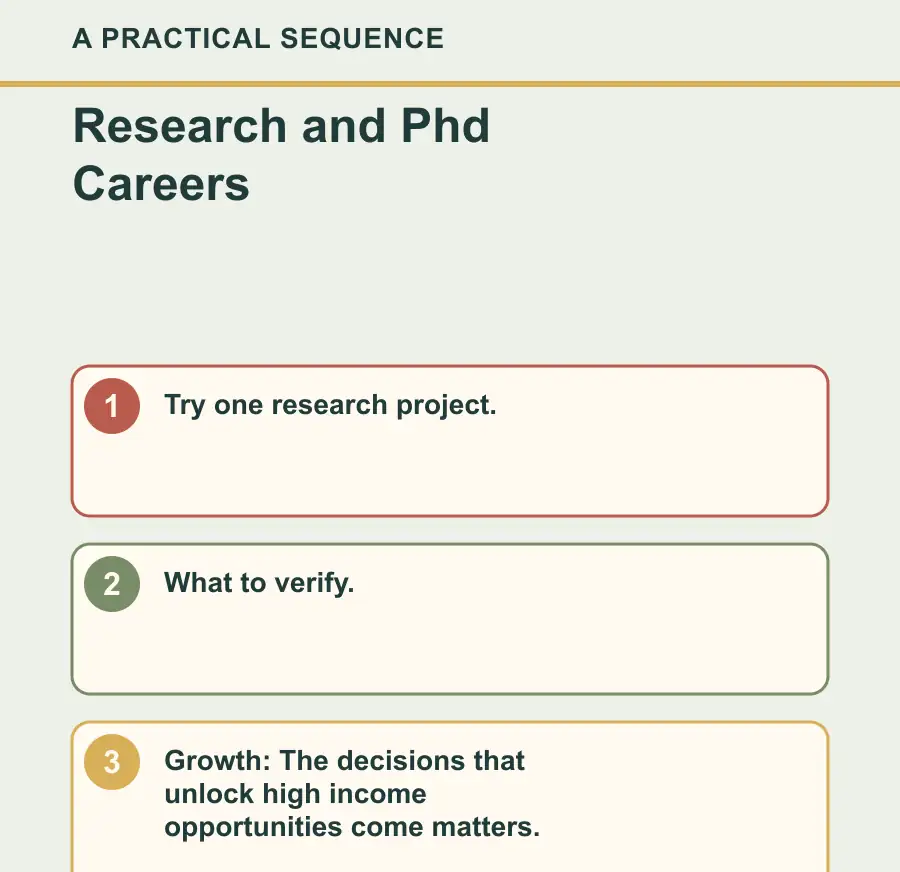 A PRACTICAL SEQUENCE
Research and Phd
Careers
1
Try one research project.
2
What to verify.
3
Growth: The decisions that
unlock high income
opportunities come matters.